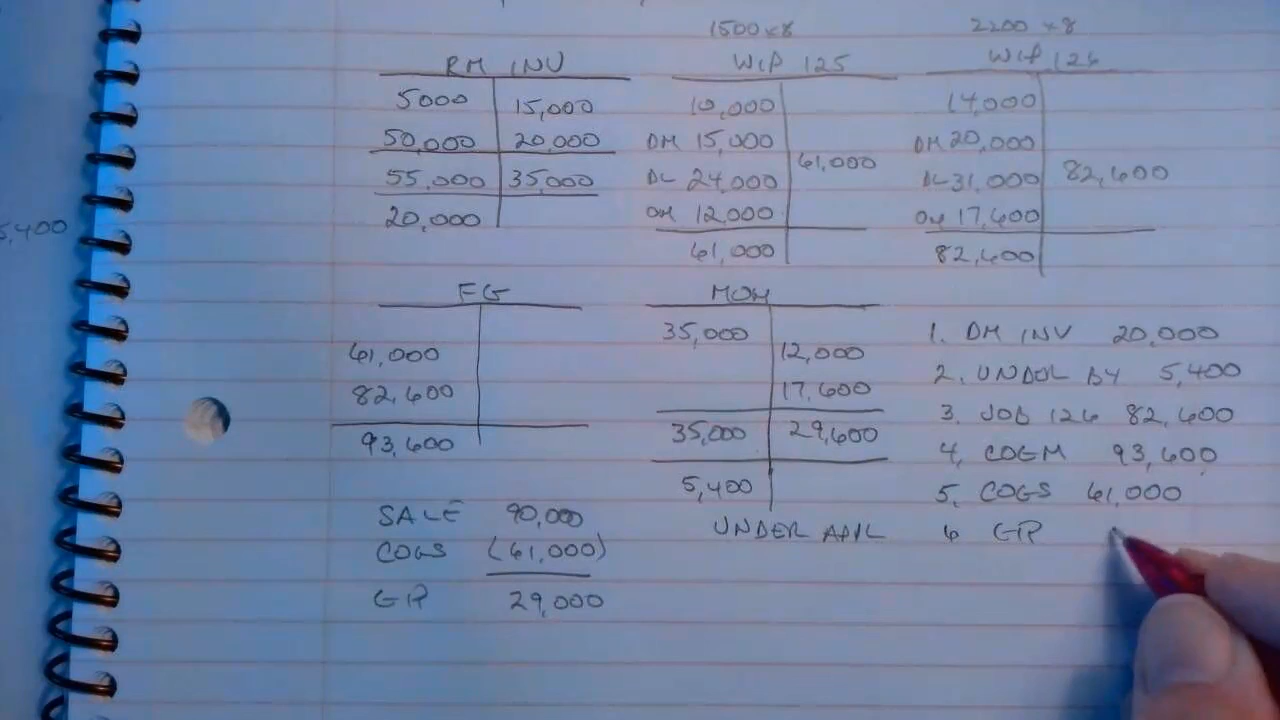 1500 x 8
2200 x 8
RM INV
5000 15,000
50,000 20,000
55,000 35,000
20,000
WIP 125
10,000
DM 15,000
61,000
DL 24,000
OH 12,000
61,000
WIP 126
14,000
DM 20,000
DL 31,000 82,600
OH 17,600
82,600
5,400
FG
61,000
82,600
93,600
MOH
35,000
12,000
17,600
35,000 29,600
5,400
UNDER APPL
SALE 90,000
COGS (61,000)
GP 29,000
1. DM INV 20,000
2. UNDER BY 5,400
3. JOB 126 82,600
4. COGM 93,600
5. COGS 61,000
6 GP